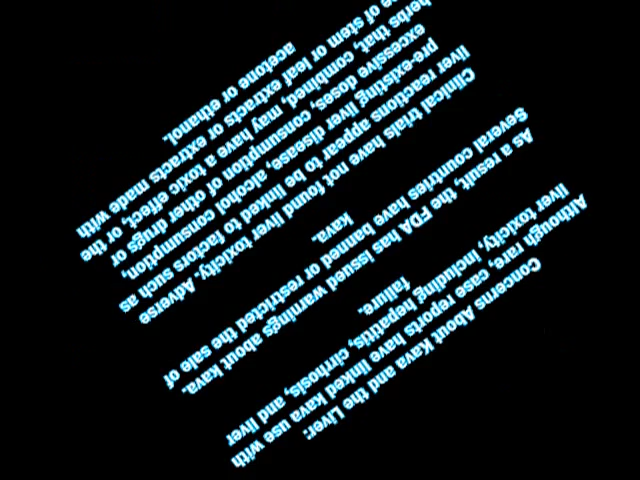 Concerns About Kava and the Liver:
Although rare, case reports have linked kava use with
liver toxicity, including hepatitis, cirrhosis, and liver
failure.
As a result, the FDA has issued warnings about kava.
Several countries have banned or restricted the sale of
kava.
Clinical trials have not found liver toxicity. Adverse
liver reactions appear to be linked to factors such as
pre-existing liver disease, alcohol consumption,
excessive doses, consumption of other drugs or
herbs that, combined, may have a toxic effect, or the
of stem or leaf extracts or extracts made with
acetone or ethanol.